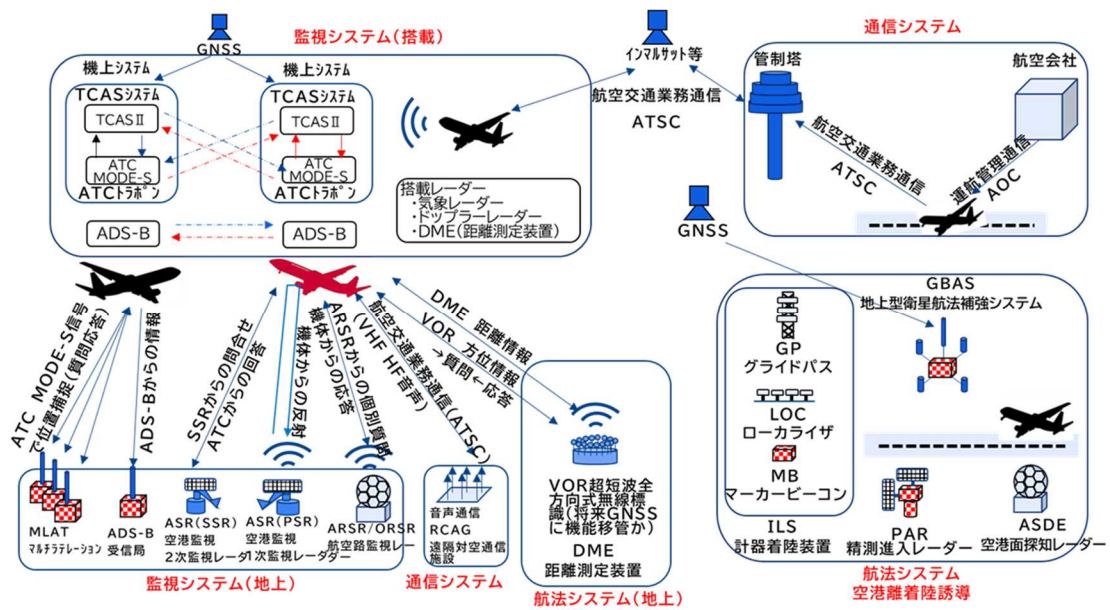 監視システム(搭載)
GNSS
機上システム
機上システム
TCASシステム
TCASⅡ
ATC
MODE-S
ATCトラポン
TCASシステム
TCASⅡ
ATC
MODE-S
ATCトラポン
ADS-B
ADS-B
搭載レーダー
・気象レーダー
・ドップラーレーダー
・DME(距離測定装置)
インマルサット等
航空交通業務通信
ATSC
通信システム
管制塔
航空会社
航空交通業務通信
ATSC
運航管理通信
AOC
GNSS
ATC MODE-S信号
で位置捕捉(質問応答)
ADS-Bからの情報
SSRからの問合せ
ATCからの回答
機体からの反射
ARSRからの個別質問
機体からの応答
航空交通業務通信(ATSC)
(VHF HF音声)
DME 距離情報
VOR 方位情報
→質問←応答
MLAT
マルチラテレーション
ADS-B
受信局
ASR(SSR)
空港監視
2次監視レーダー
ASR(PSR)
空港監視
1次監視レーダー
ARSR/ORSR
航空路監視レー
監視システム(地上)
音声通信
RCAG
遠隔対空通信
施設
通信システム
VOR超短波全
方向式無線標
識(将来GNSS
に機能移管か)
DME
距離測定装置
航法システム(地上)
GP
グライドパス
LOC
ローカライザ
MB
マーカービーコン
ILS
計器着陸装置
GBAS
地上型衛星航法補強システム
PAR
精測進入レーダー
ASDE
空港面探知レーダー
航法システム
空港離着陸誘導